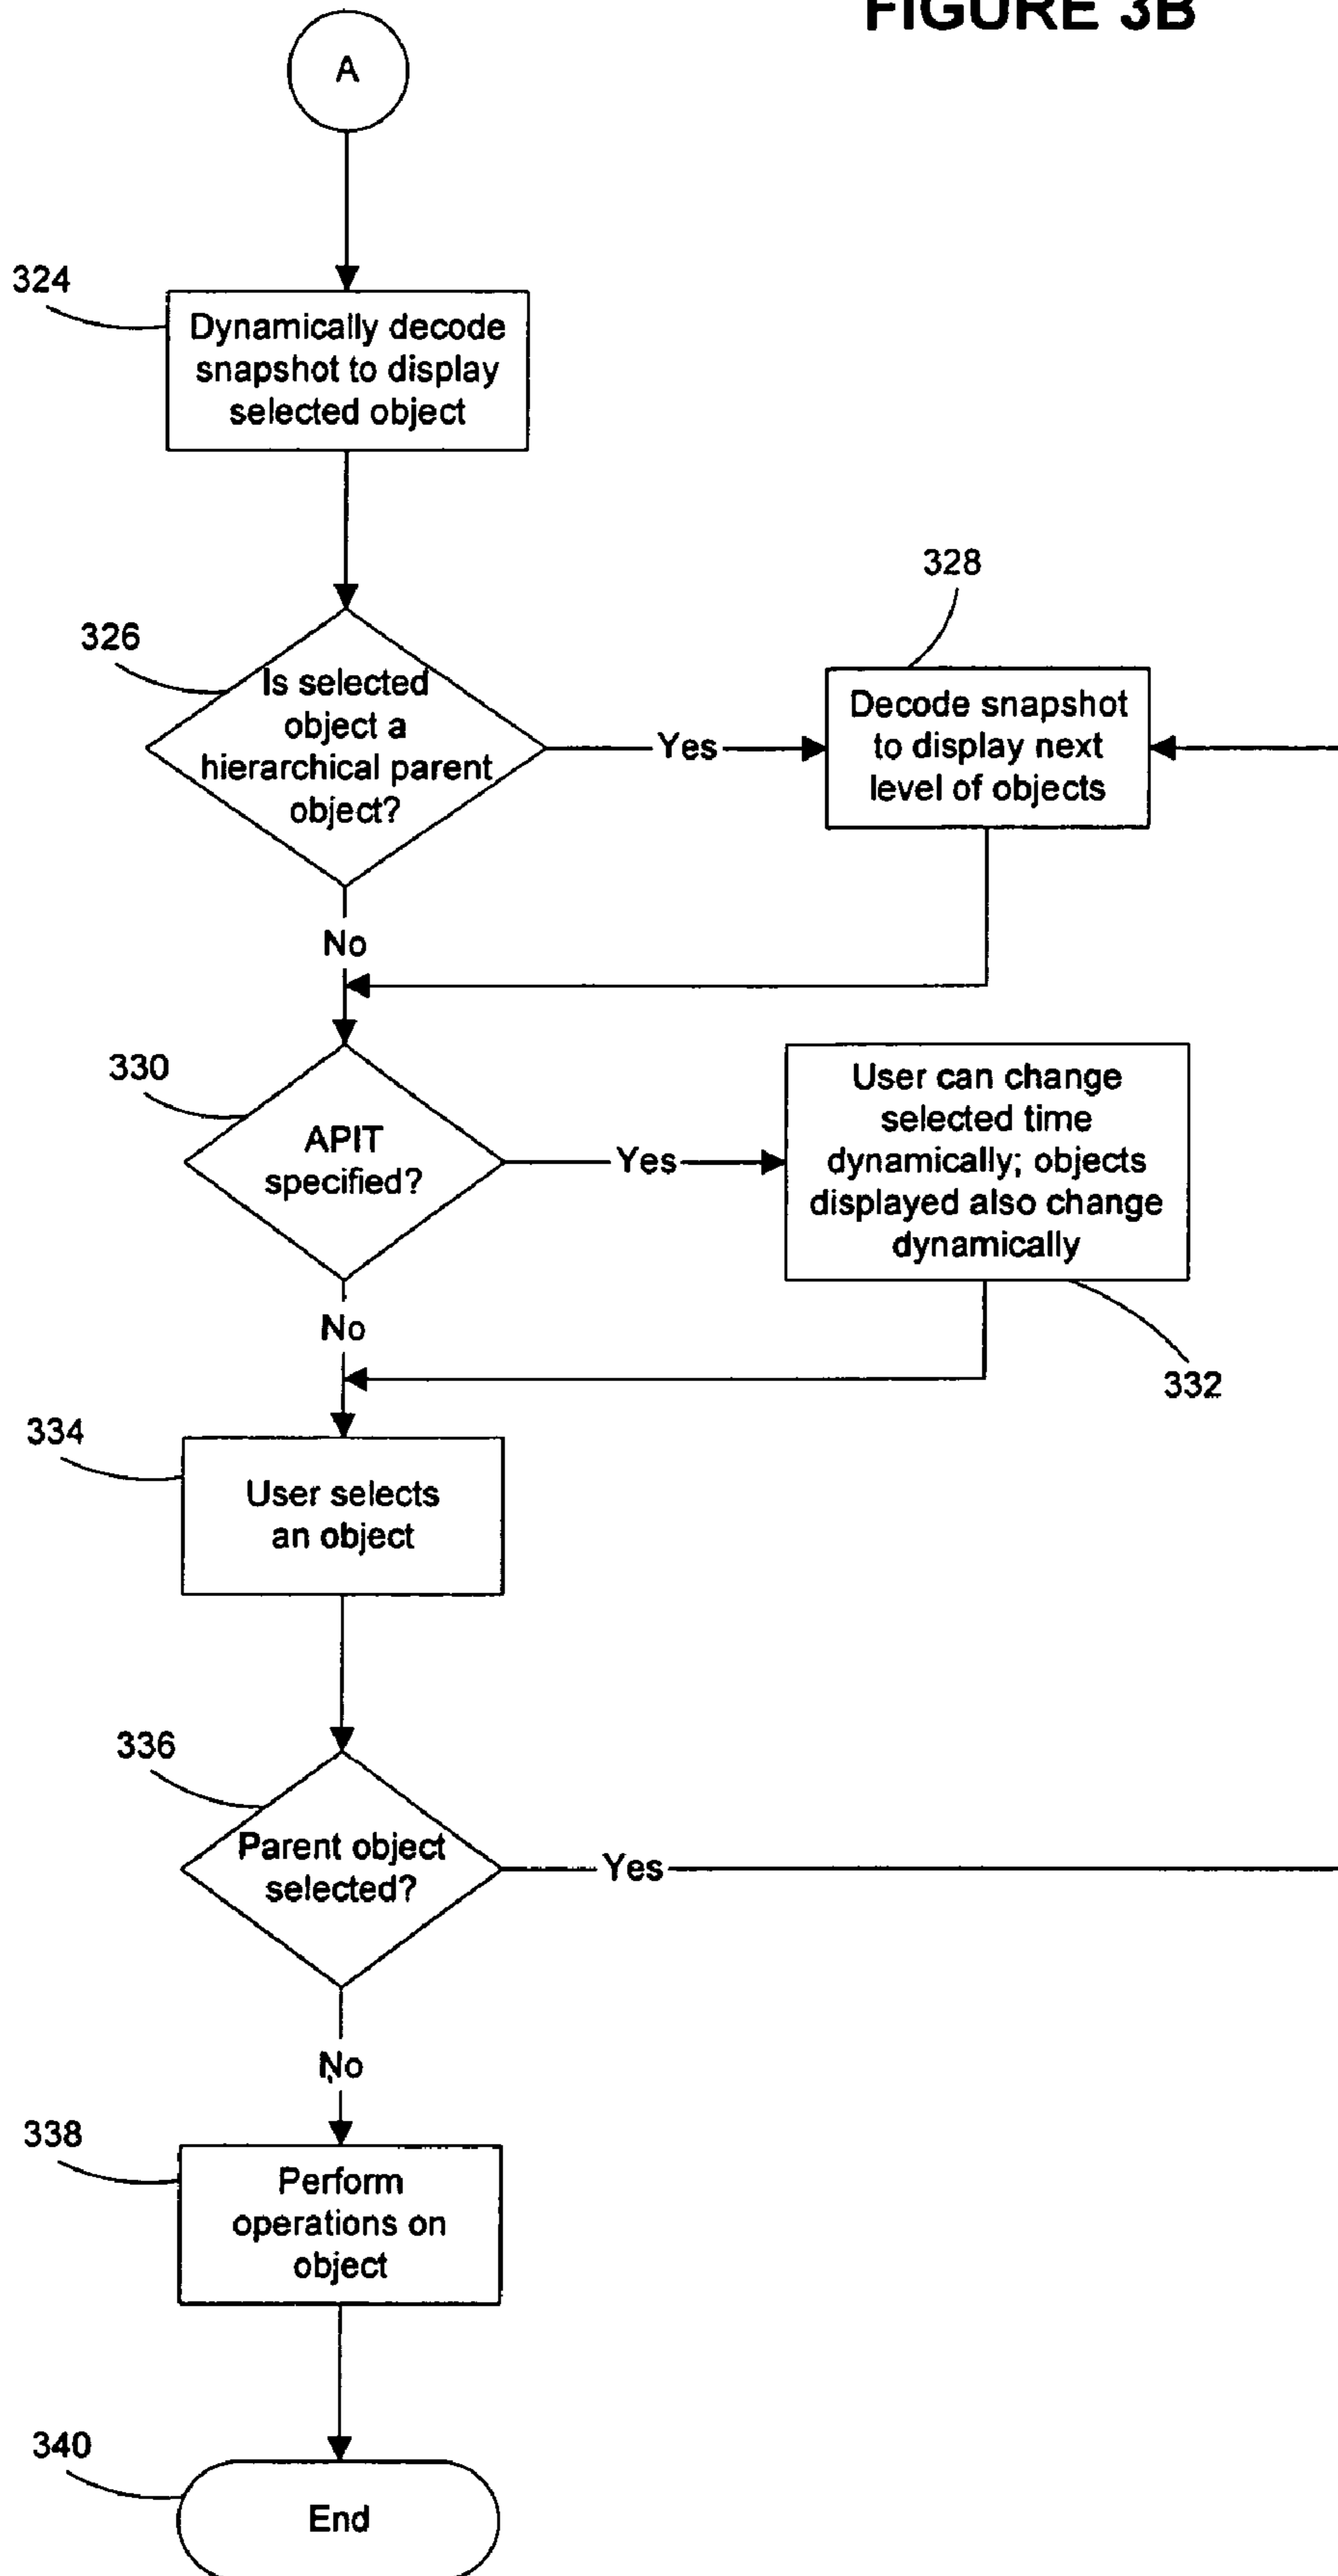 FIGURE 3B
A
324
Dynamically decode
snapshot to display
selected object
326
Is selected
object a
hierarchical parent
object?
Yes
328
Decode snapshot
to display next
level of objects
No
330
APIT
specified?
Yes
User can change
selected time
dynamically; objects
displayed also change
dynamically
332
No
334
User selects
an object
336
Parent object
selected?
Yes
No
338
Perform
operations on
object
340
End